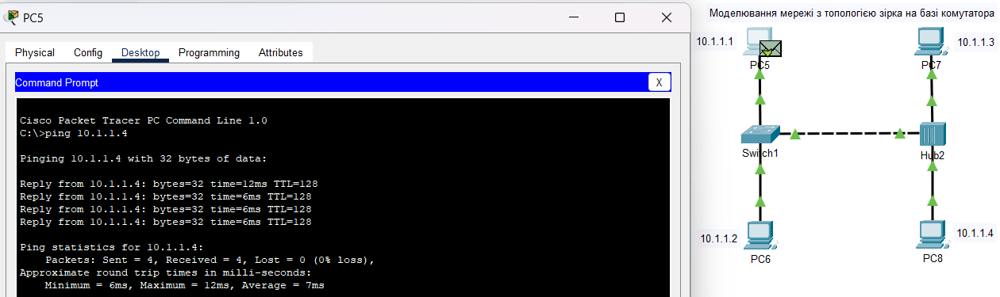 PC5
Physical Config Desktop Programming Attributes
Command Prompt
X
Cisco Packet Tracer PC Command Line 1.0
C:\>ping 10.1.1.4
Pinging 10.1.1.4 with 32 bytes of data:
Reply from 10.1.1.4: bytes=32 time=12ms TTL=128
Reply from 10.1.1.4: bytes=32 time=6ms TTL=128
Reply from 10.1.1.4: bytes=32 time=6ms TTL=128
Reply from 10.1.1.4: bytes=32 time=6ms TTL=128
Ping statistics for 10.1.1.4:
Packets: Sent = 4, Received = 4, Lost = 0 (0% loss),
Approximate round trip times in milli-seconds:
Minimum = 6ms, Maximum = 12ms, Average = 7ms
Моделювання мережі з топологією зірка на базі комутатора
10.1.1.1
PC5
PC7
10.1.1.3
Switch1
Hub2
10.1.1.2
PC6
PC8
10.1.1.4